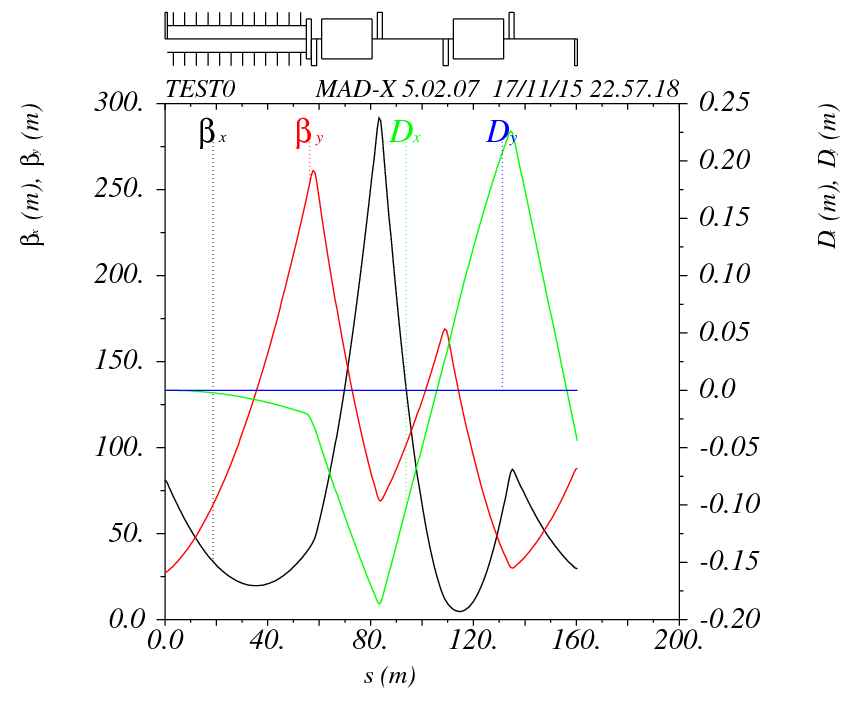 TEST0 MAD-X 5.02.07 17/11/15 22.57.18
300. 0.25
βx βy Dx Dy
0.20
250.
0.15
200. 0.10
0.05
150.
0.0
100. -0.05
-0.10
50.
-0.15
0.0 -0.20
0.0 40. 80. 120. 160. 200.
s (m)
βx (m), βy (m)
Dx (m), Dy (m)